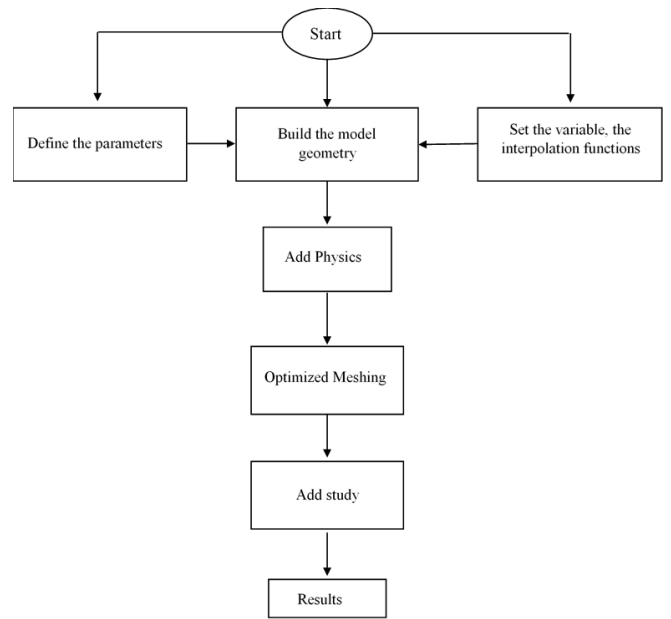 Start
Define the parameters
Build the model
geometry
Set the variable, the
interpolation functions
Add Physics
Optimized Meshing
Add study
Results